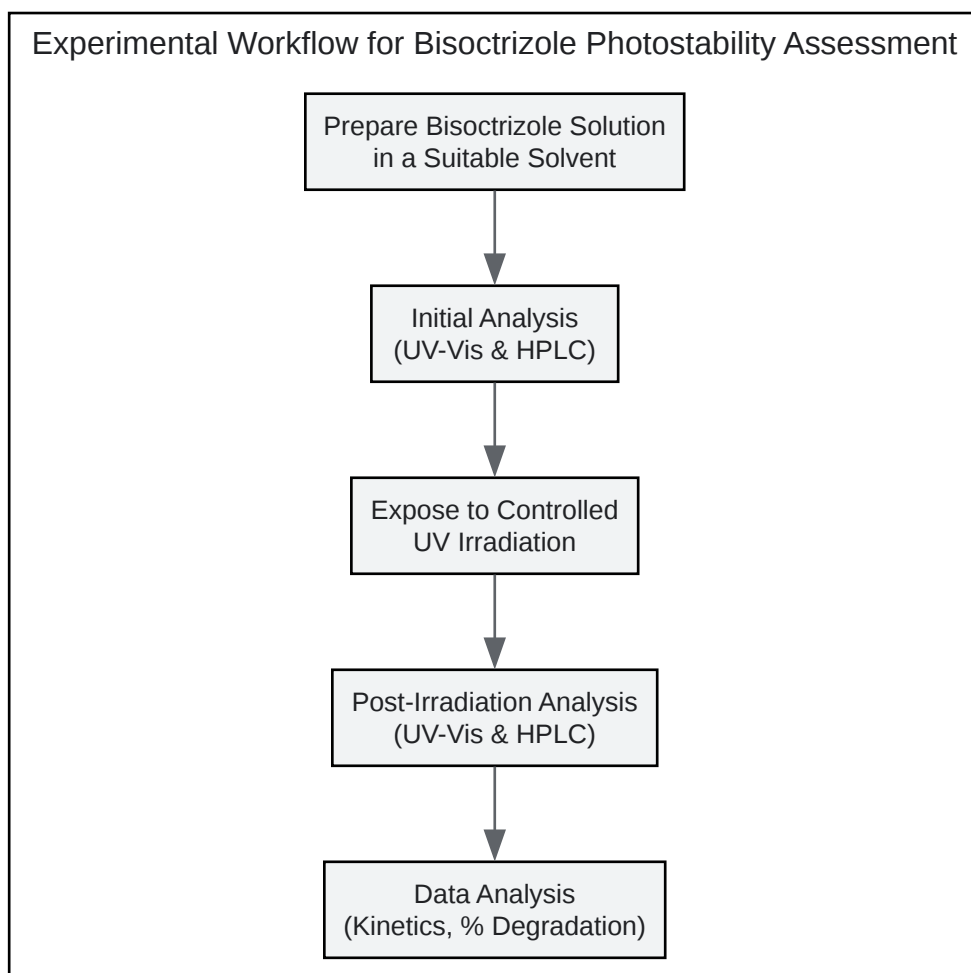 Experimental Workflow for Bisoctrizole Photostability Assessment
Prepare Bisoctrizole Solution
in a Suitable Solvent
Initial Analysis
(UV-Vis & HPLC)
Expose to Controlled
UV Irradiation
Post-Irradiation Analysis
(UV-Vis & HPLC)
Data Analysis
(Kinetics, % Degradation)